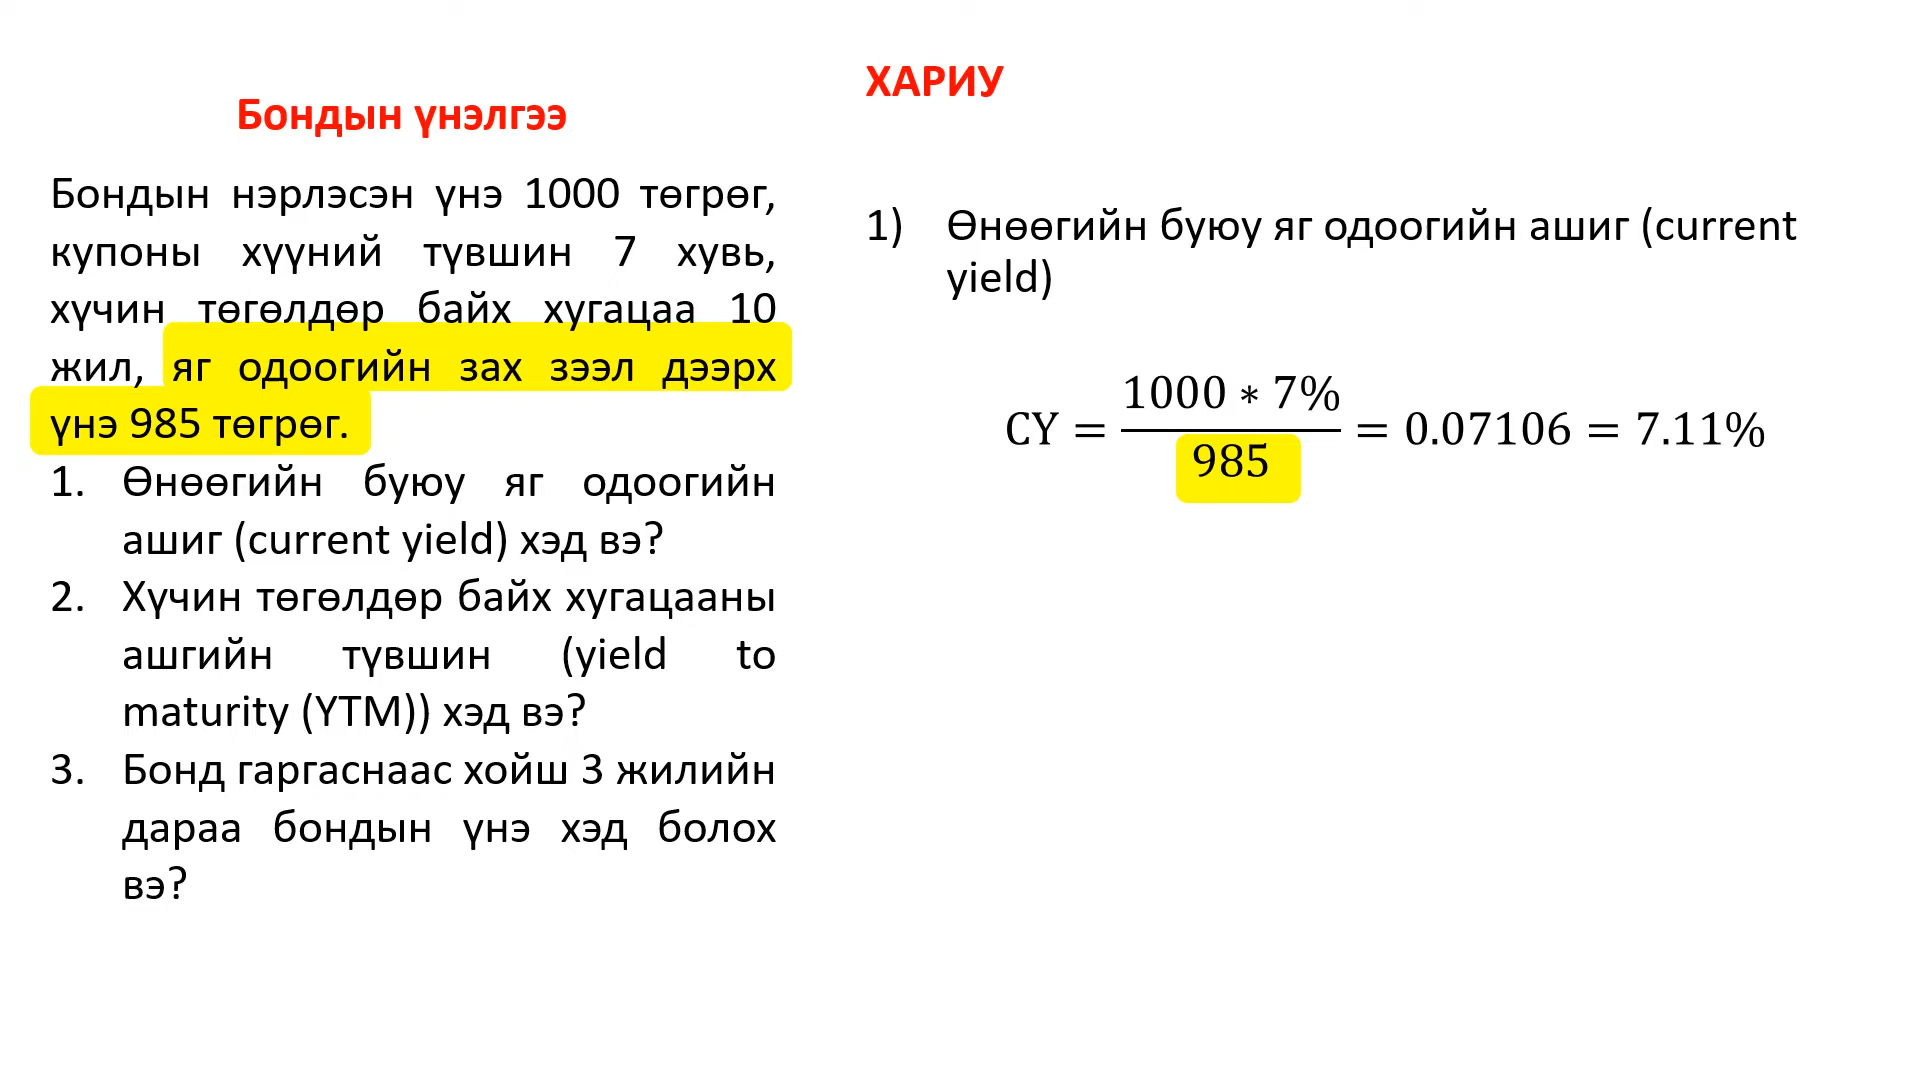 Бондын үнэлгээ
Бондын нэрлэсэн үнэ 1000 төгрөг,
купоны хүүний түвшин 7 хувь,
хүчин төгөлдөр байх хугацаа 10
жил, яг одоогийн зах зээл дээрх
үнэ 985 төгрөг.
1. Өнөөгийн буюу яг одоогийн
ашиг (current yield) хэд вэ?
2. Хүчин төгөлдөр байх хугацааны
ашгийн түвшин (yield to
maturity (YTM)) хэд вэ?
3. Бонд гаргаснаас хойш 3 жилийн
дараа бондын үнэ хэд болох
вэ?
ХАРИУ
1) Өнөөгийн буюу яг одоогийн ашиг (current
yield)
1000 ∗ 7%
CY = ――― = 0.07106 = 7.11%
985